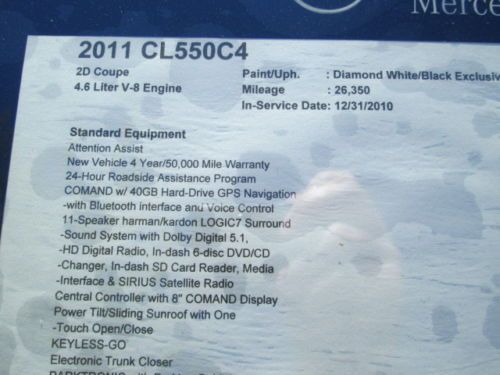 Merce
2011 CL550C4
2D Coupe
Paint/Uph. : Diamond White/Black Exclusiv
4.6 Liter V-8 Engine
Mileage : 26,350
In-Service Date: 12/31/2010
Standard Equipment
Attention Assist
New Vehicle 4 Year/50,000 Mile Warranty
24-Hour Roadside Assistance Program
COMAND w/ 40GB Hard-Drive GPS Navigation
-with Bluetooth interface and Voice Control
11-Speaker harman/kardon LOGIC7 Surround
-Sound System with Dolby Digital 5.1,
-HD Digital Radio, In-dash 6-disc DVD/CD
-Changer, In-dash SD Card Reader, Media
-Interface & SIRIUS Satellite Radio
Central Controller with 8" COMAND Display
Power Tilt/Sliding Sunroof with One
-Touch Open/Close
KEYLESS-GO
Electronic Trunk Closer
PARKTRONIC with